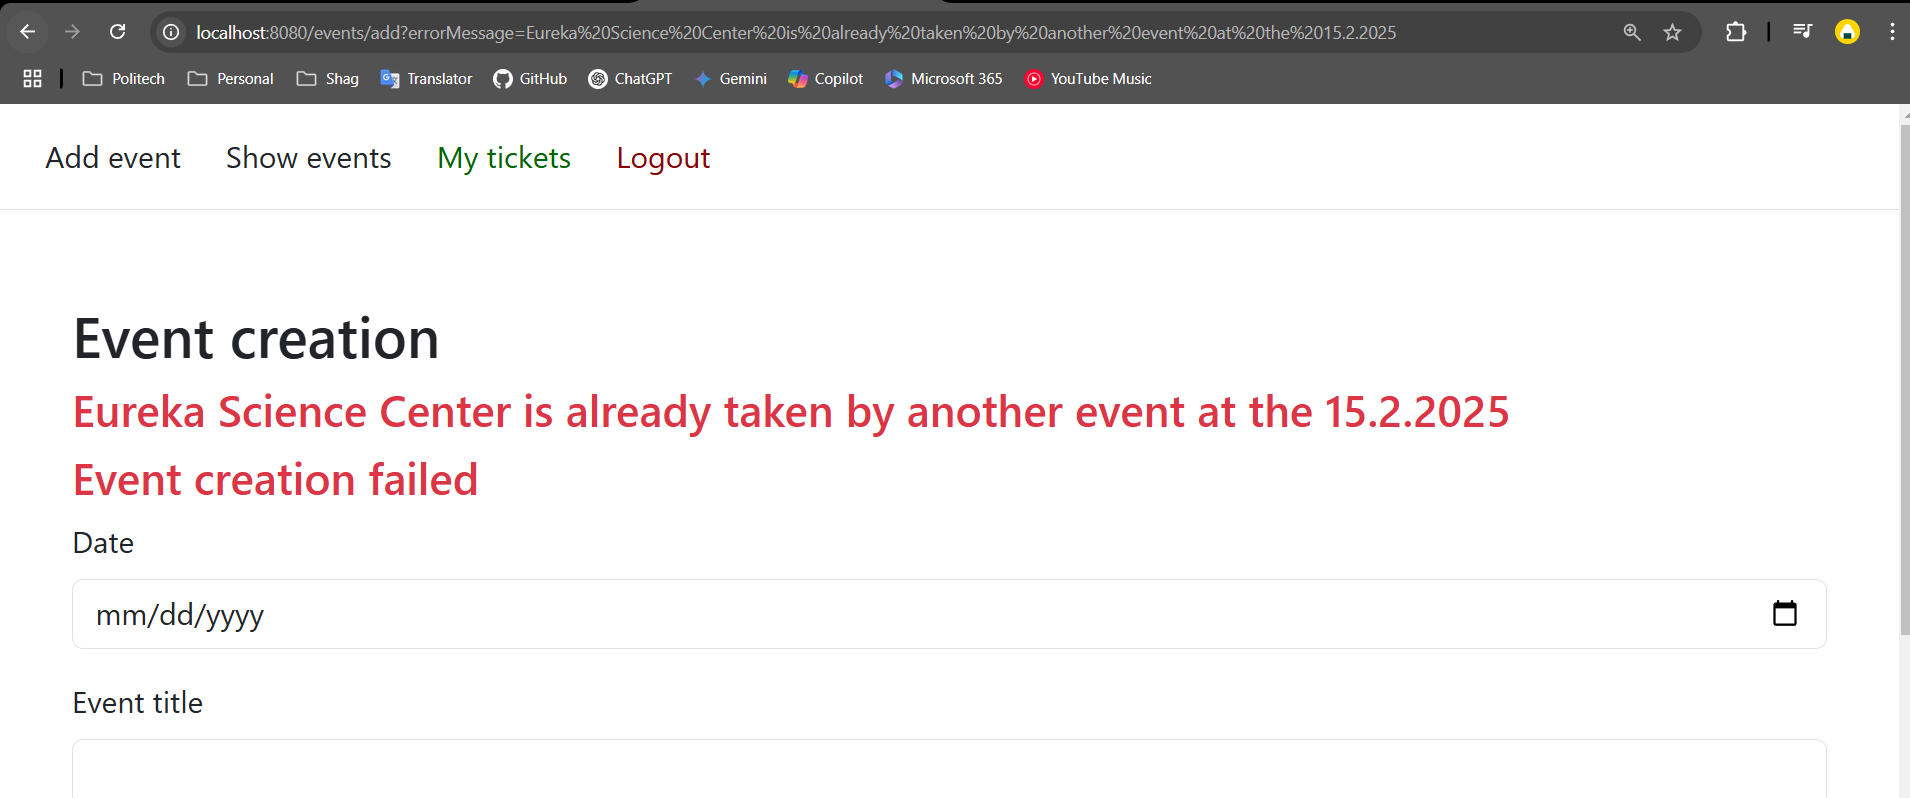 localhost:8080/events/add?errorMessage=Eureka%20Science%20Center%20is%20already%20taken%20by%20another%20event%20at%20the%2015.2.2025
Politech Personal Shag Translator GitHub ChatGPT Gemini Copilot Microsoft 365 YouTube Music
Add event Show events My tickets Logout
Event creation
Eureka Science Center is already taken by another event at the 15.2.2025
Event creation failed
Date
mm/dd/yyyy
Event title